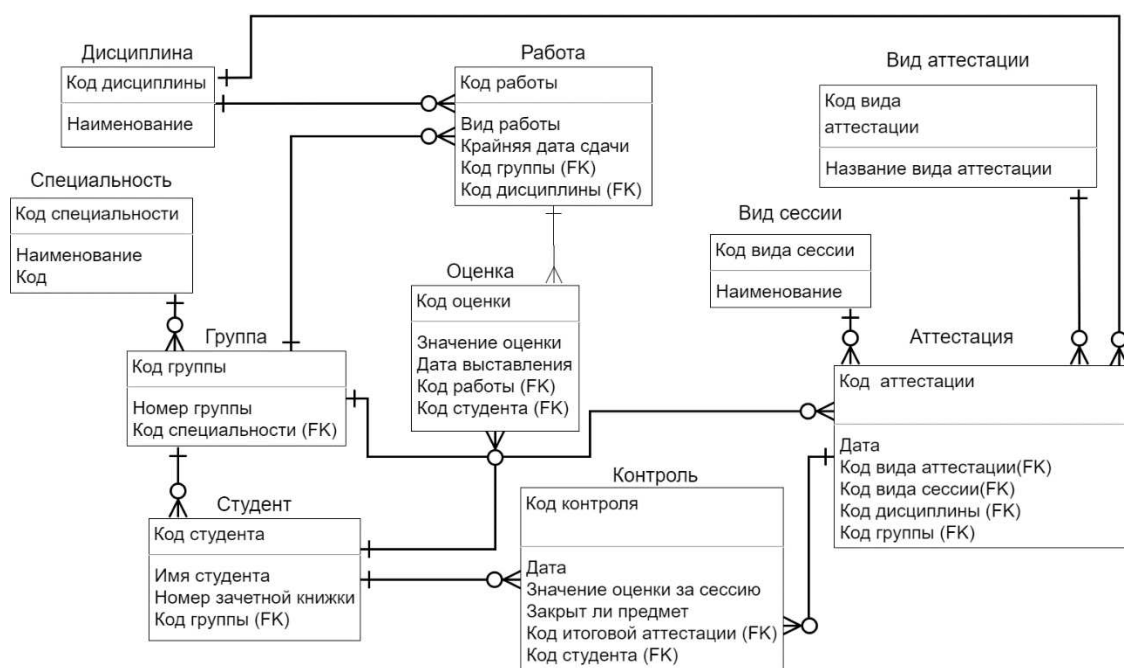 Дисциплина
Код дисциплины
Наименование
Работа
Код работы
Вид работы
Крайняя дата сдачи
Код группы (FK)
Код дисциплины (FK)
Вид аттестации
Код вида
аттестации
Название вида аттестации
Специальность
Код специальности
Наименование
Код
Вид сессии
Код вида сессии
Наименование
Оценка
Код оценки
Значение оценки
Дата выставления
Код работы (FK)
Код студента (FK)
Группа
Код группы
Номер группы
Код специальности (FK)
Аттестация
Код аттестации
Дата
Код вида аттестации(FK)
Код вида сессии(FK)
Код дисциплины (FK)
Код группы (FK)
Студент
Код студента
Имя студента
Номер зачетной книжки
Код группы (FK)
Контроль
Код контроля
Дата
Значение оценки за сессию
Закрыт ли предмет
Код итоговой аттестации (FK)
Код студента (FK)